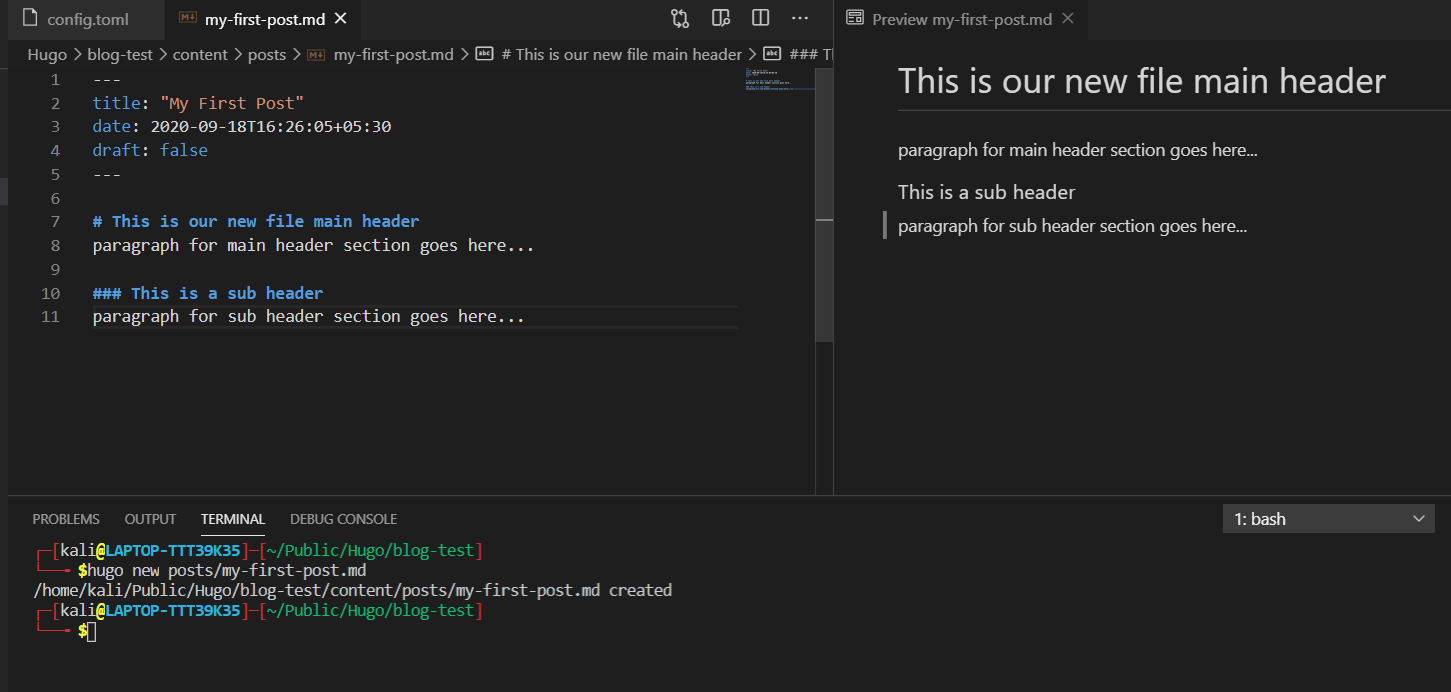 config.toml
my-first-post.md
Preview my-first-post.md
Hugo > blog-test > content > posts > my-first-post.md > # This is our new file main header > ### T
1 ---
2 title: "My First Post"
3 date: 2020-09-18T16:26:05+05:30
4 draft: false
5 ---
6
7 # This is our new file main header
8 paragraph for main header section goes here...
9
10 ### This is a sub header
11 paragraph for sub header section goes here...
This is our new file main header
paragraph for main header section goes here...
This is a sub header
paragraph for sub header section goes here...
PROBLEMS OUTPUT TERMINAL DEBUG CONSOLE
1: bash
┌─[kali@LAPTOP-TTT39K35]─[~/Public/Hugo/blog-test]
└──╼ $hugo new posts/my-first-post.md
/home/kali/Public/Hugo/blog-test/content/posts/my-first-post.md created
┌─[kali@LAPTOP-TTT39K35]─[~/Public/Hugo/blog-test]
└──╼ $